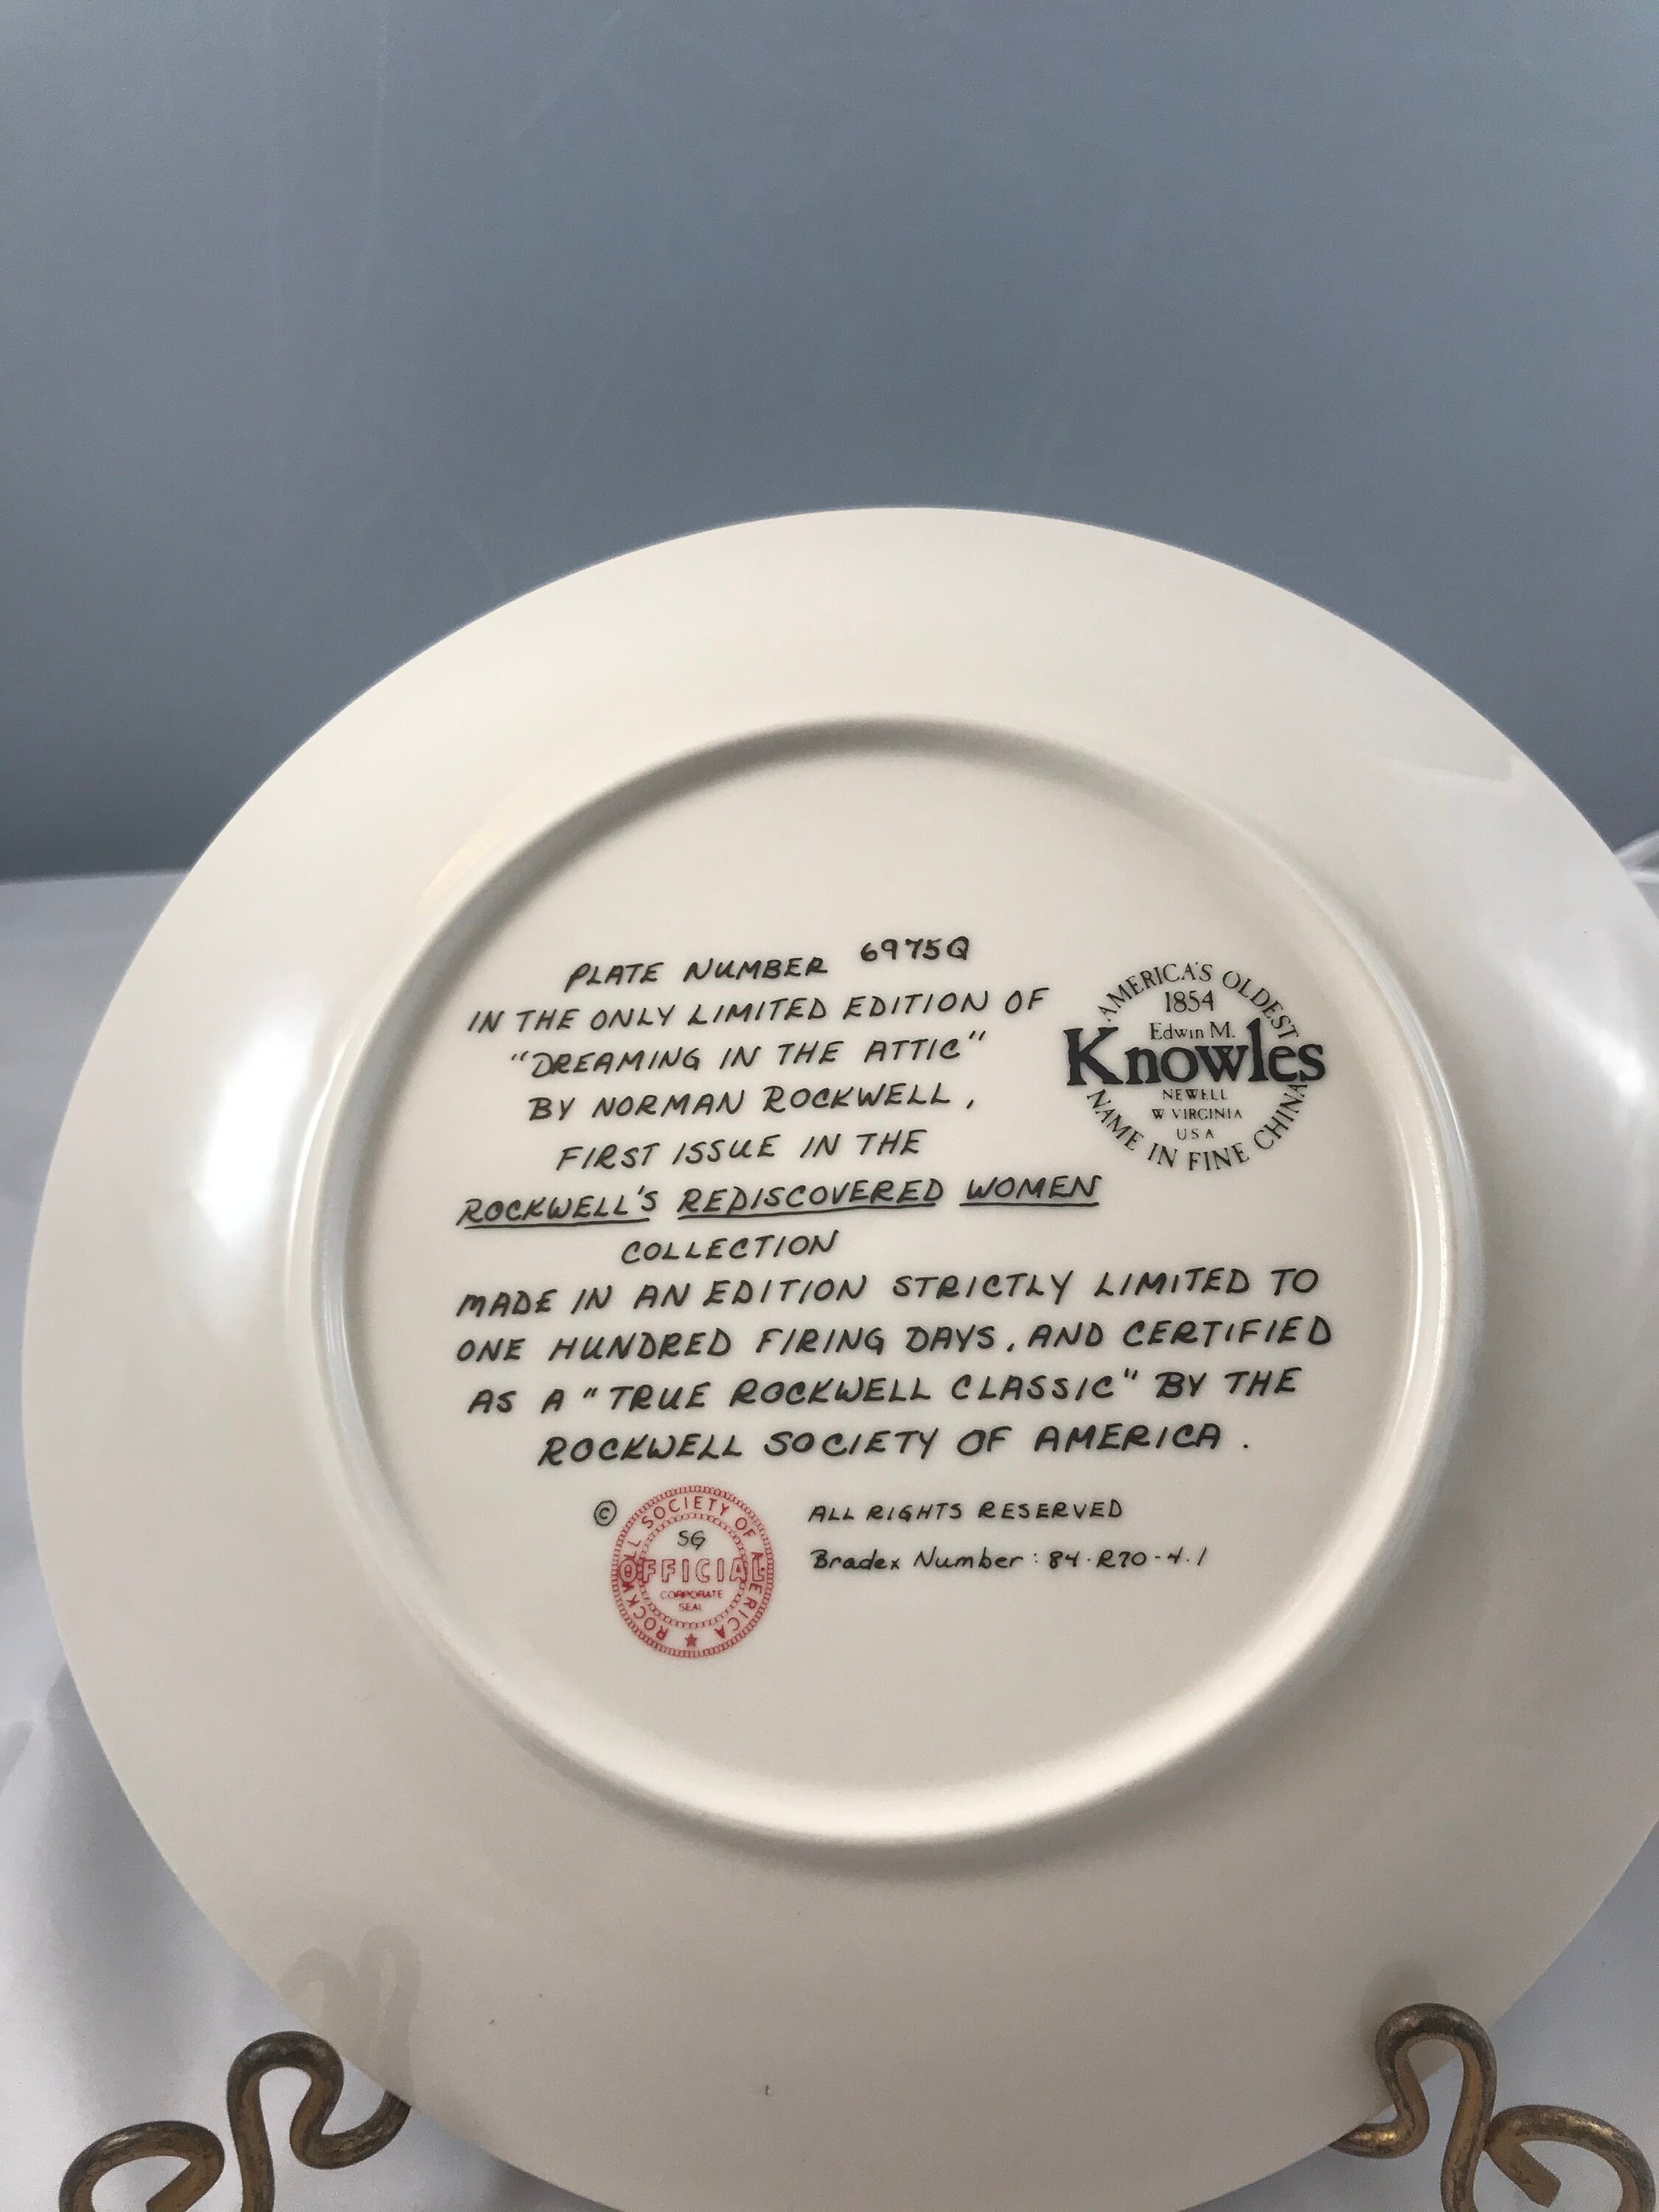 PLATE NUMBER 6975Q
IN THE ONLY LIMITED EDITION OF
"DREAMING IN THE ATTIC"
BY NORMAN ROCKWELL,
FIRST ISSUE IN THE
ROCKWELL'S REDISCOVERED WOMEN
COLLECTION
MADE IN AN EDITION STRICTLY LIMITED TO
ONE HUNDRED FIRING DAYS, AND CERTIFIED
AS A "TRUE ROCKWELL CLASSIC" BY THE
ROCKWELL SOCIETY OF AMERICA.
AMERICA'S OLDEST
1854
Edwin M.
Knowles
NEWELL
W VIRGINIA
USA
NAME IN FINE CHINA
©
ROCKWELL SOCIETY OF AMERICA
SG
OFFICIAL
CORPORATE
SEAL
ALL RIGHTS RESERVED
Bradex Number: 84-R70-4.1